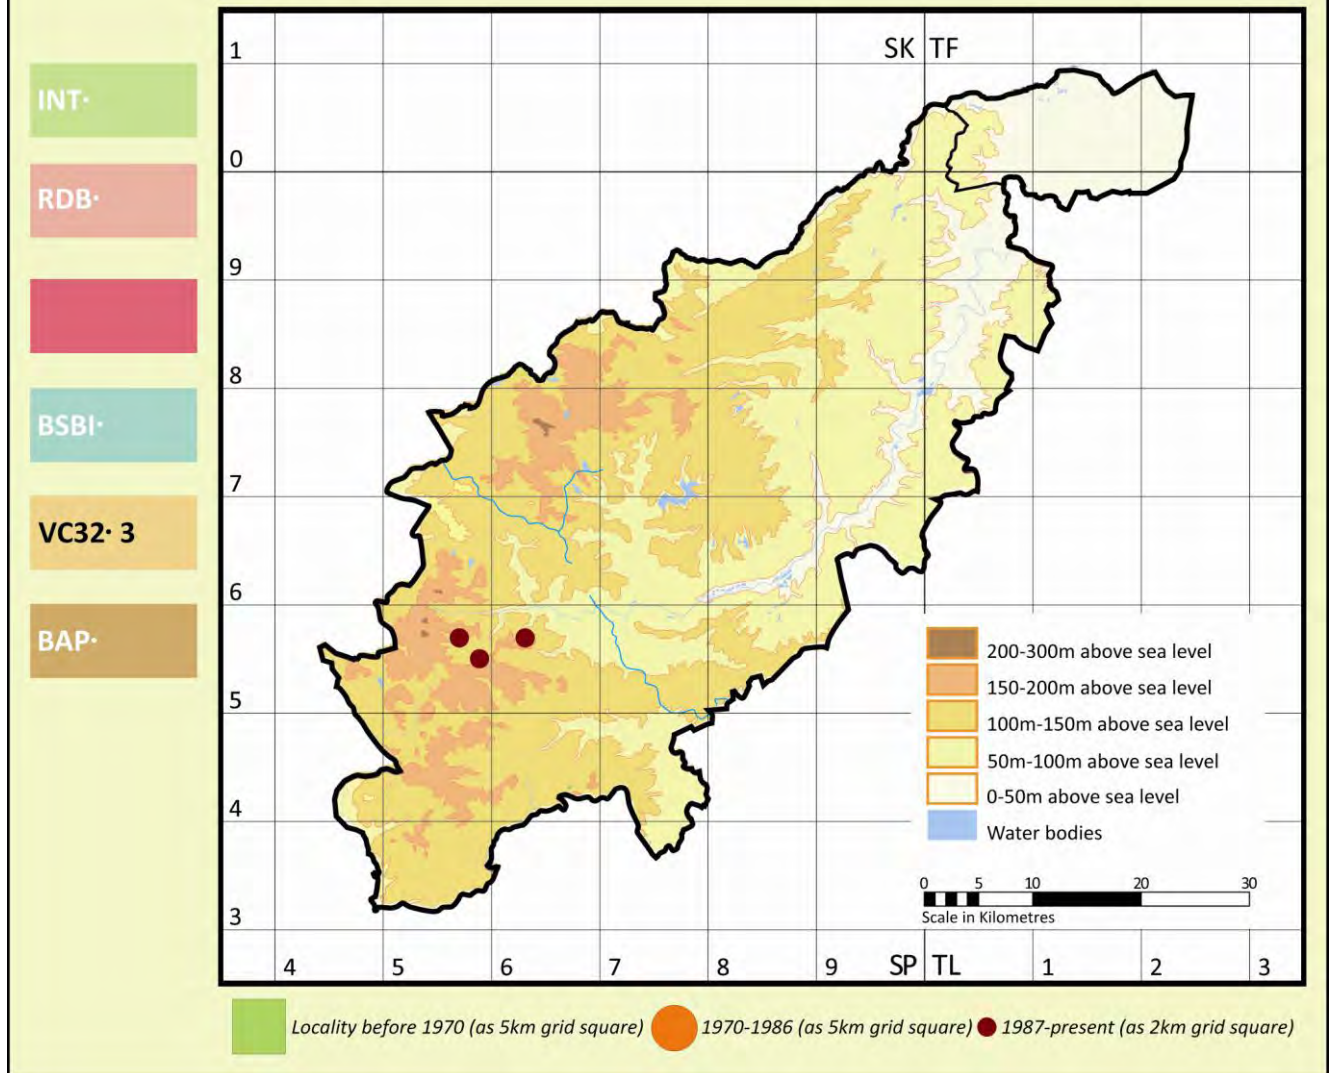 INT·
RDB·
BSBI·
VC32· 3
BAP·
SK TF
1
0
9
8
7
6
5
4
3
4 5 6 7 8 9 SP TL 1 2 3
200-300m above sea level
150-200m above sea level
100m-150m above sea level
50m-100m above sea level
0-50m above sea level
Water bodies
0 5 10 20 30
Scale in Kilometres
Locality before 1970 (as 5km grid square) 1970-1986 (as 5km grid square) 1987-present (as 2km grid square)